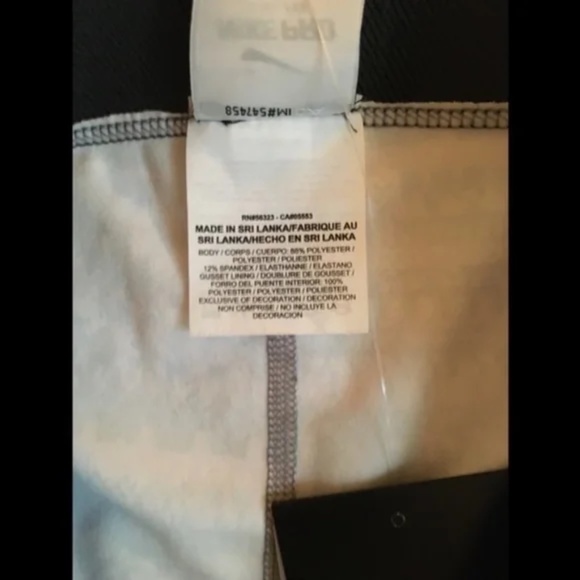 NIKE PRO
IM#547458
RN#56323 - CA#05553
MADE IN SRI LANKA/FABRIQUE AU
SRI LANKA/HECHO EN SRI LANKA
BODY / CORPS / CUERPO: 88% POLYESTER /
POLYESTER / POLIESTER
12% SPANDEX / ELASTHANNE / ELASTANO
GUSSET LINING / DOUBLURE DE GOUSSET /
FORRO DEL PUENTE INTERIOR: 100%
POLYESTER / POLYESTER / POLIESTER
EXCLUSIVE OF DECORATION / DECORATION
NON COMPRISE / NO INCLUYE LA
DECORACION